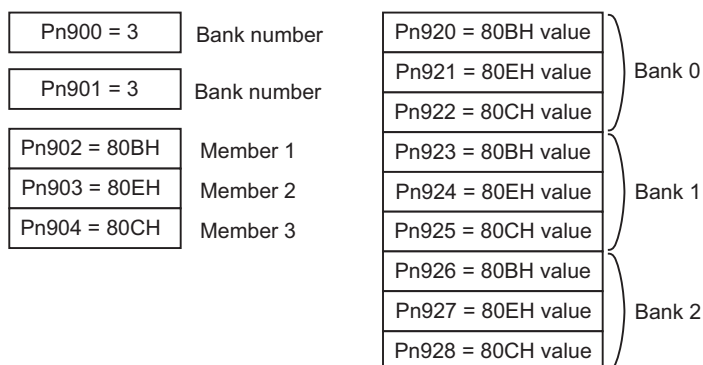 Pn900 = 3 Bank number
Pn901 = 3 Bank number
Pn902 = 80BH Member 1
Pn903 = 80EH Member 2
Pn904 = 80CH Member 3
Pn920 = 80BH value
Pn921 = 80EH value
Pn922 = 80CH value
Bank 0
Pn923 = 80BH value
Pn924 = 80EH value
Pn925 = 80CH value
Bank 1
Pn926 = 80BH value
Pn927 = 80EH value
Pn928 = 80CH value
Bank 2